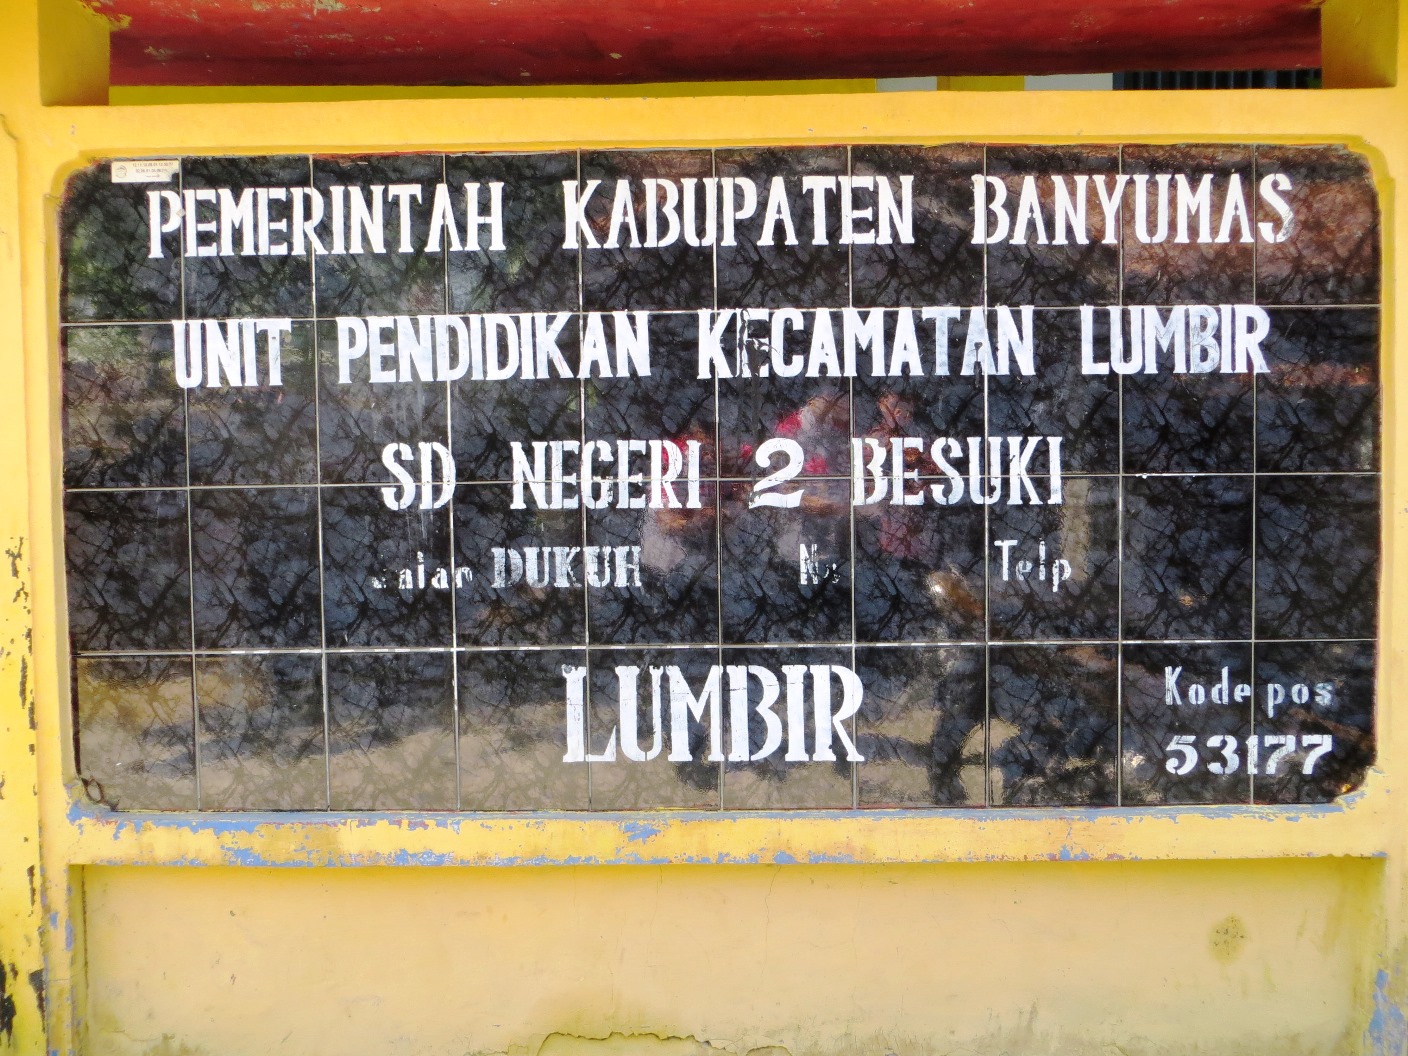 PEMERINTAH KABUPATEN BANYUMAS
UNIT PENDIDIKAN KECAMATAN LUMBIR
SD NEGERI 2 BESUKI
Jalan DUKUH No Telp
LUMBIR
Kode pos
53177